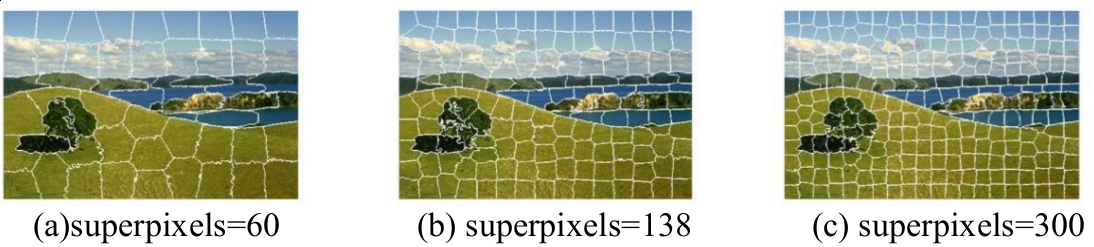 (a)superpixels=60
(b) superpixels=138
(c) superpixels=300